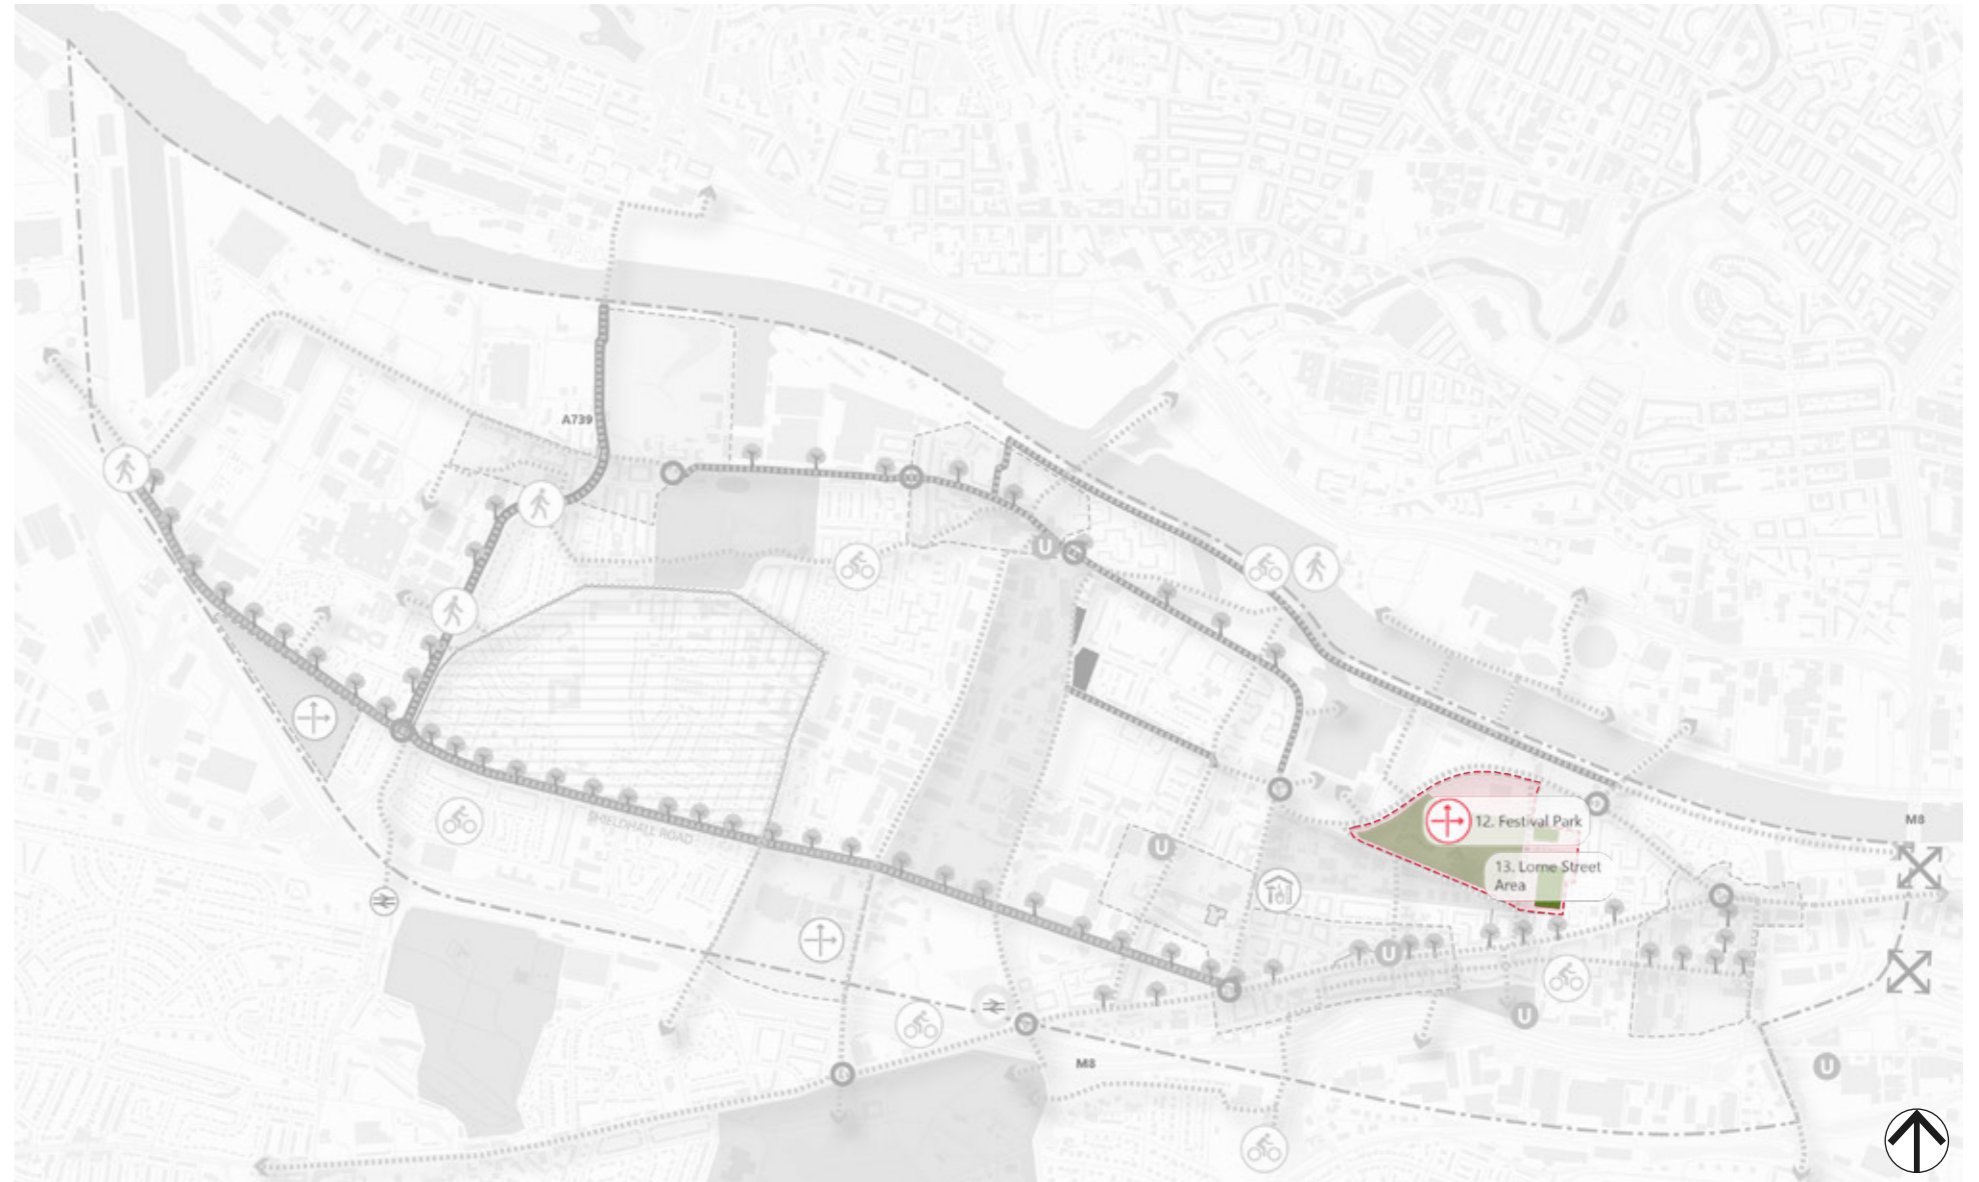 A739
M8
12. Festival Park
SHIELDHALL ROAD
U
U
13. Lorne Street
Area
U
U
M8
U